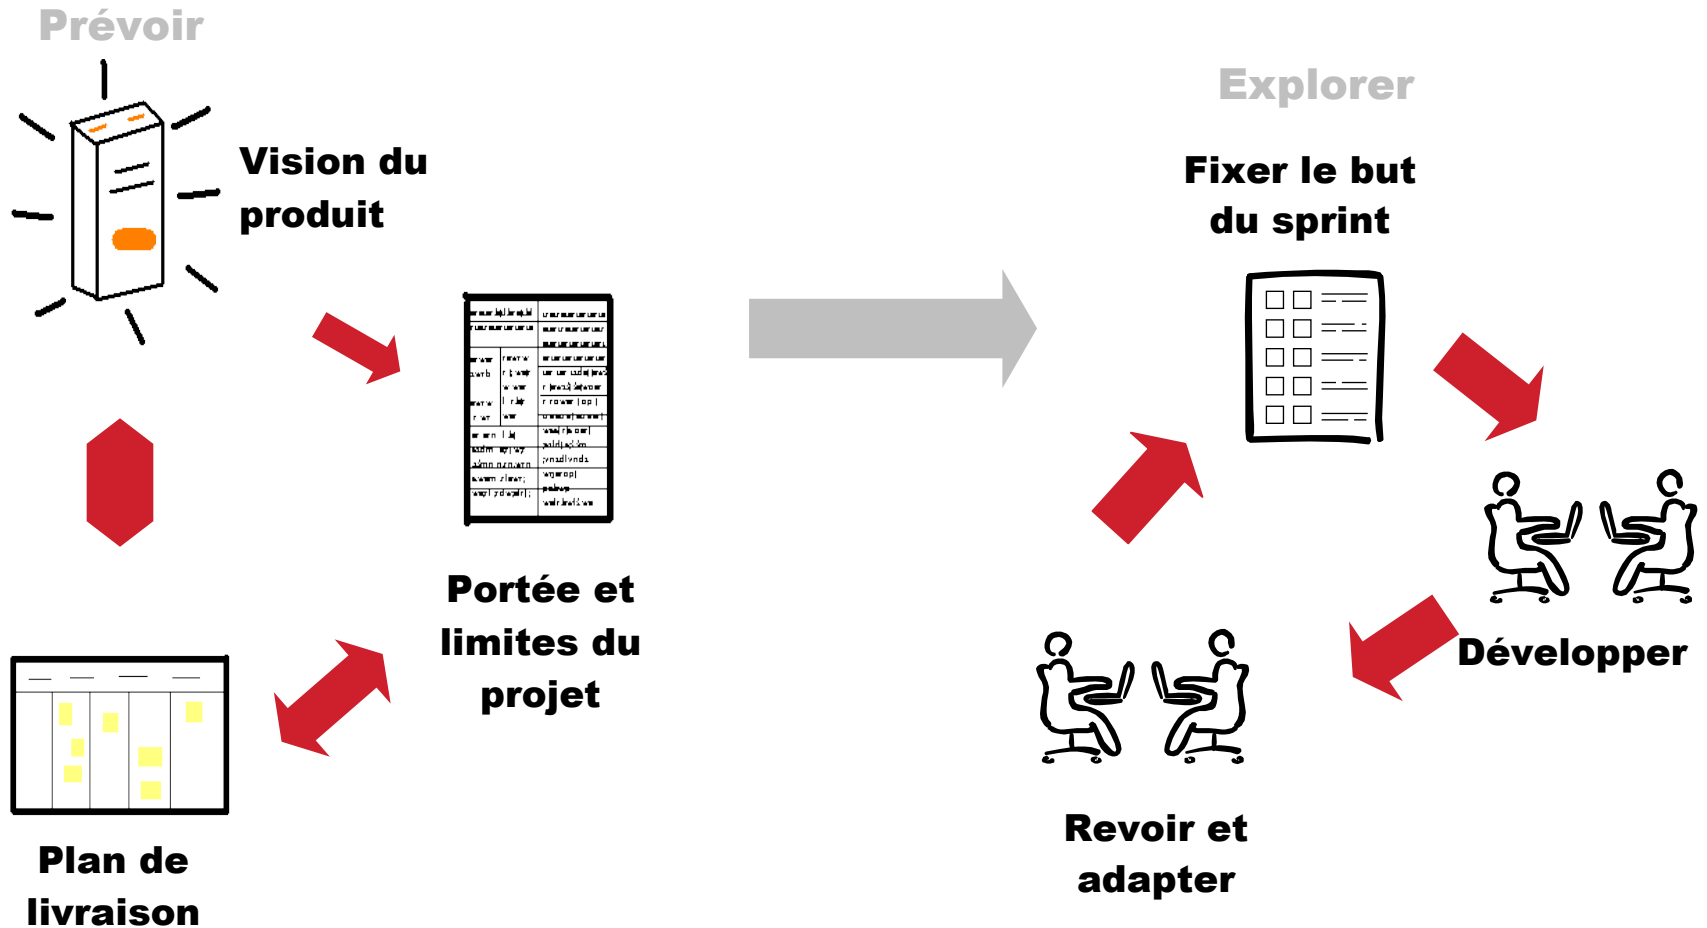 Prévoir
Vision du
produit
Portée et
limites du
projet
Plan de
livraison
Explorer
Fixer le but
du sprint
Développer
Revoir et
adapter